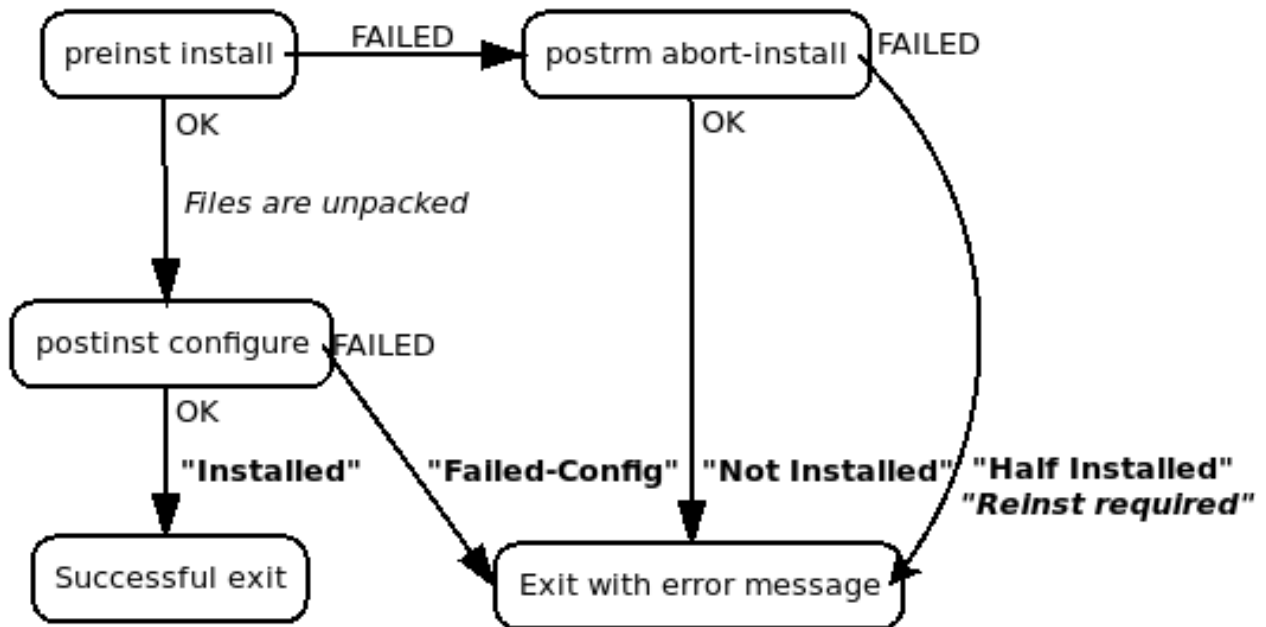 preinst install
FAILED
postrm abort-install
FAILED
OK
OK
Files are unpacked
postinst configure
FAILED
OK
"Installed"
"Failed-Config"
"Not Installed"
"Half Installed"
"Reinst required"
Successful exit
Exit with error message